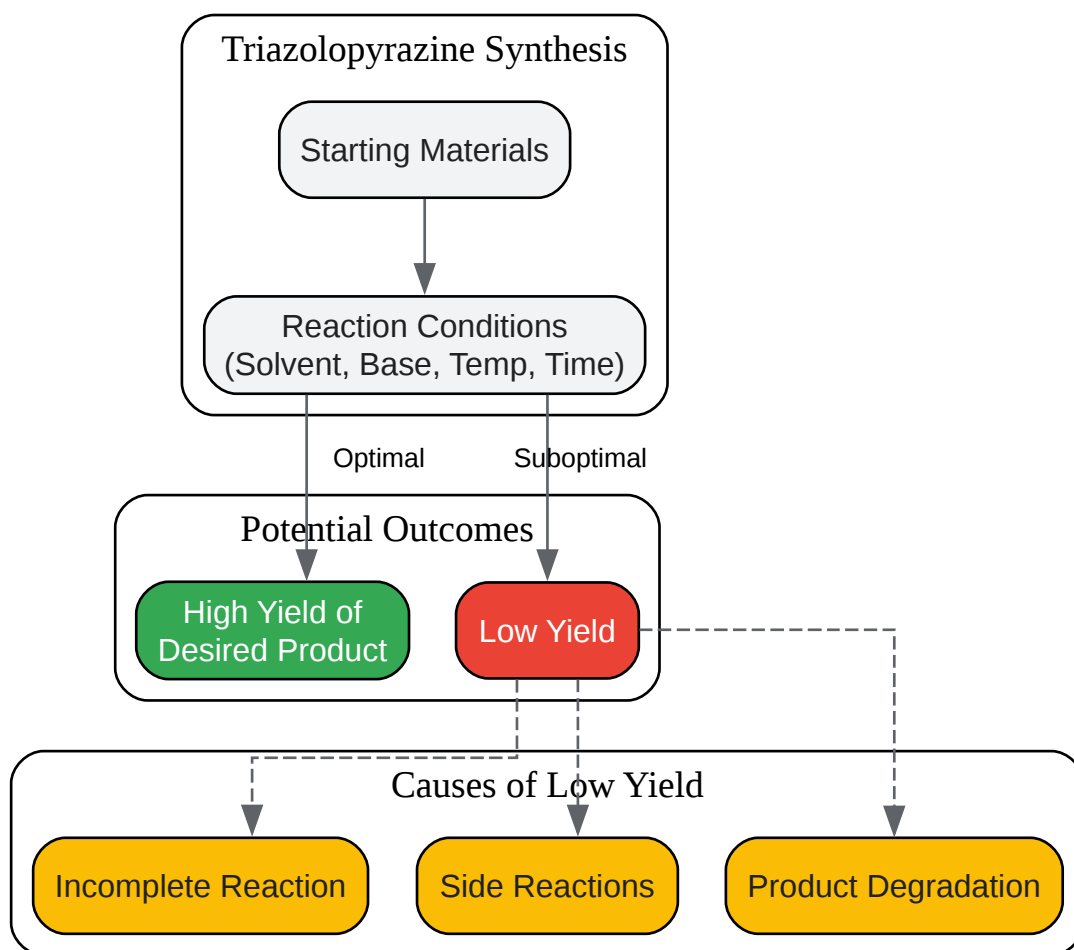 Triazolopyrazine Synthesis
Starting Materials
Reaction Conditions
(Solvent, Base, Temp, Time)
Optimal
Suboptimal
Potential Outcomes
High Yield of
Desired Product
Low Yield
Causes of Low Yield
Incomplete Reaction
Side Reactions
Product Degradation